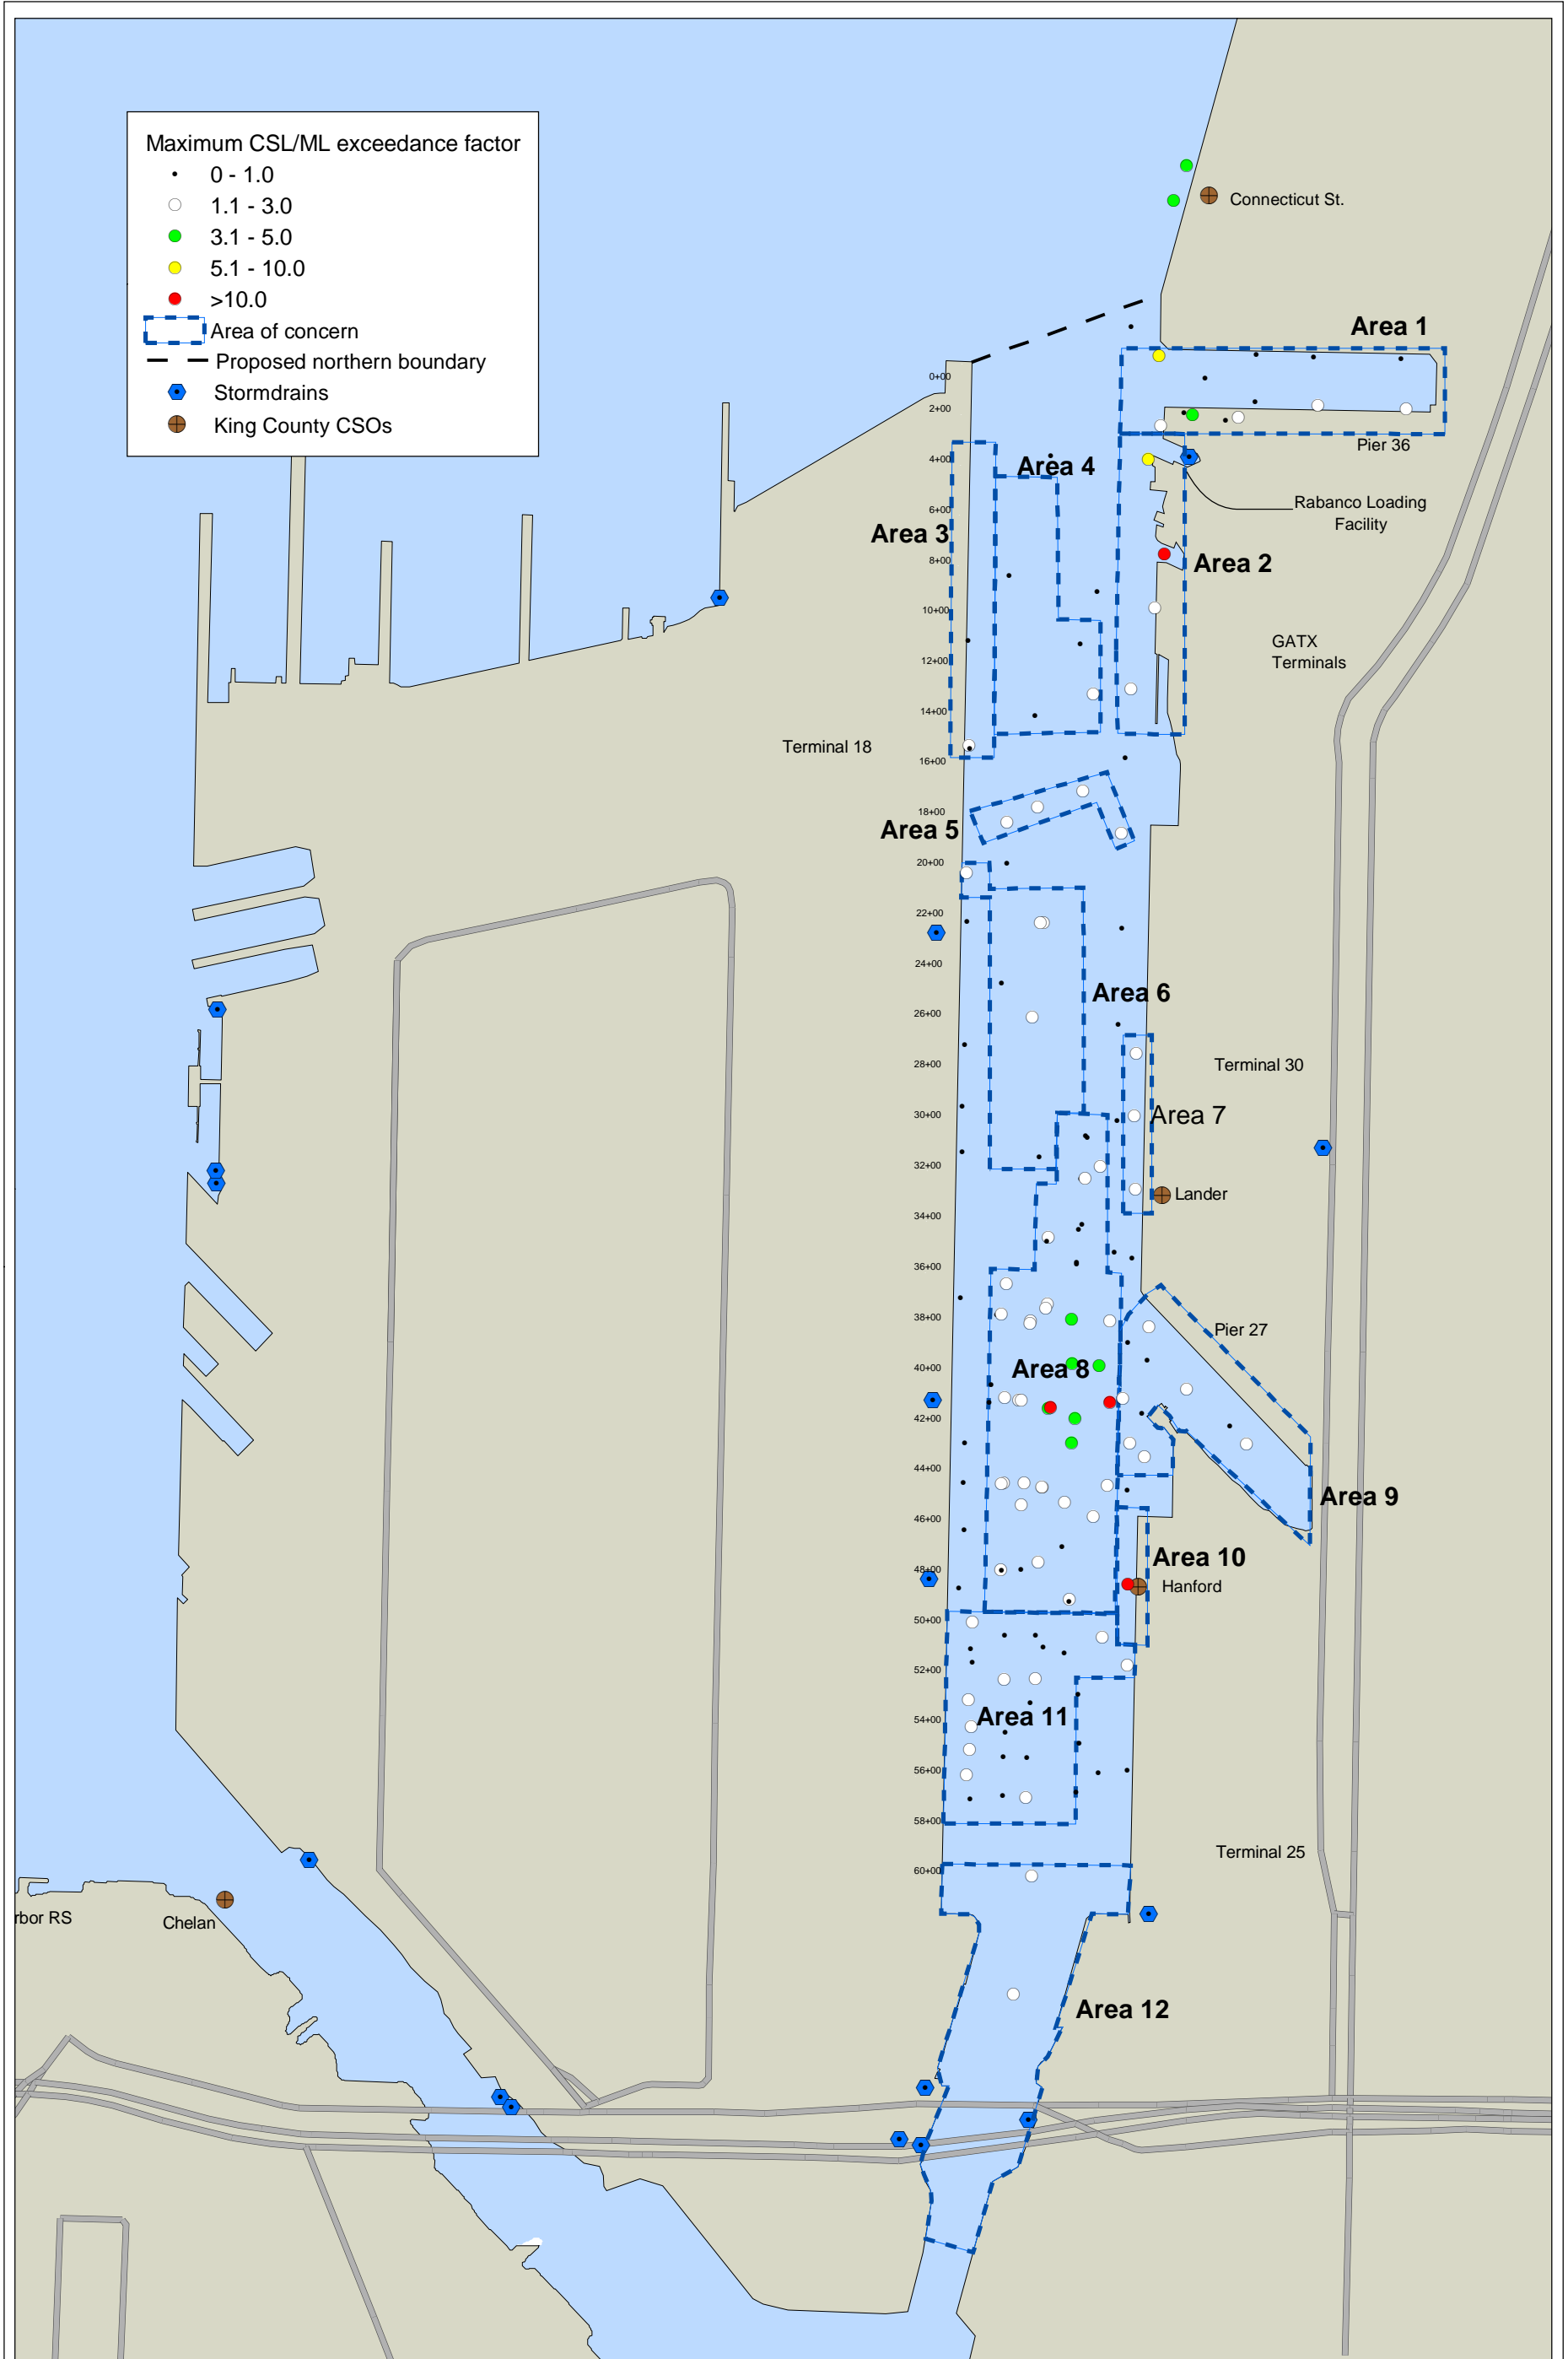 Maximum CSL/ML exceedance factor
0 - 1.0
1.1 - 3.0
3.1 - 5.0
5.1 - 10.0
>10.0
Area of concern
Proposed northern boundary
Stormdrains
King County CSOs
Connecticut St.
Area 1
0+00
2+00
Pier 36
4+00
Area 4
Rabanco Loading
Facility
6+00
Area 3
8+00
Area 2
10+00
GATX
Terminals
12+00
14+00
Terminal 18
16+00
18+00
Area 5
20+00
22+00
24+00
Area 6
26+00
28+00
Terminal 30
30+00
Area 7
32+00
Lander
34+00
36+00
38+00
Pier 27
40+00
Area 8
42+00
44+00
Area 9
46+00
Area 10
48+00
Hanford
50+00
52+00
54+00
Area 11
56+00
58+00
Terminal 25
60+00
rbor RS
Chelan
Area 12